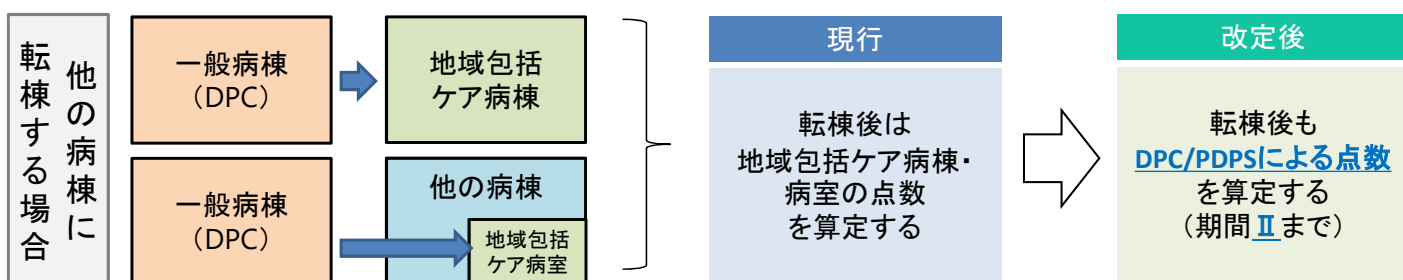 他の病棟に
転棟する場合
一般病棟
（DPC）
地域包括
ケア病棟
一般病棟
（DPC）
他の病棟
地域包括
ケア病室
現行
転棟後は
地域包括ケア病棟・
病室の点数
を算定する
改定後
転棟後も
DPC/PDPSによる点数
を算定する
（期間Ⅱまで）